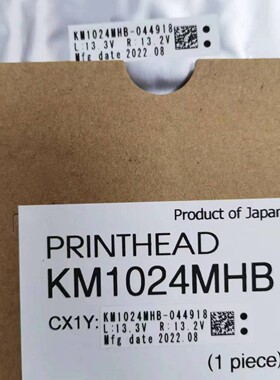 KM1024MHB-044918
L:13.3V R:13.2V
Mfg date 2022.08
Product of Japan
PRINTHEAD
KM1024MHB
CX1Y: KM1024MHB-044918
L:13.3V R:13.2V
Mfg date 2022.08
(1 piece)